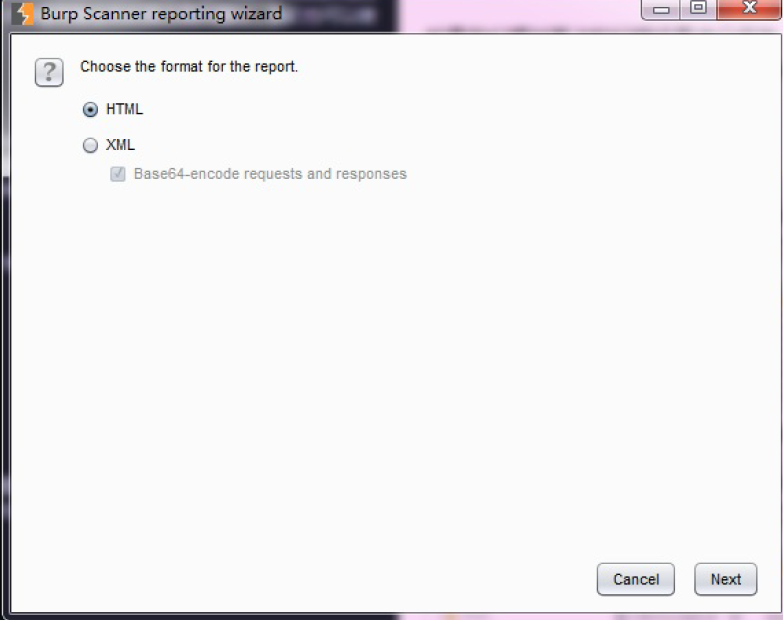 Burp Scanner reporting wizard
Choose the format for the report.
HTML
XML
Base64-encode requests and responses
Cancel
Next